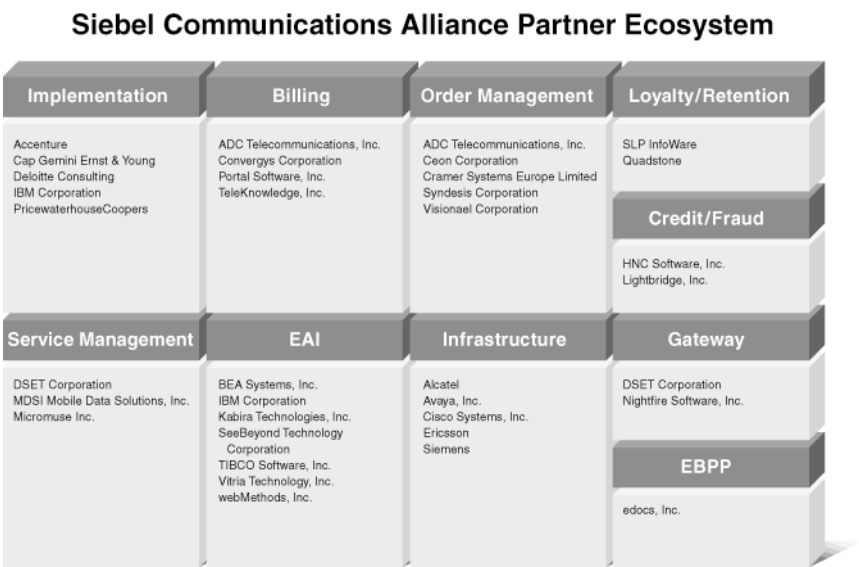 Siebel Communications Alliance Partner Ecosystem
Implementation
Accenture
Cap Gemini Ernst & Young
Deloitte Consulting
IBM Corporation
PricewaterhouseCoopers
Billing
ADC Telecommunications, Inc.
Convergys Corporation
Portal Software, Inc.
TeleKnowledge, Inc.
Order Management
ADC Telecommunications, Inc.
Ceon Corporation
Cramer Systems Europe Limited
Syndesis Corporation
Visionael Corporation
Loyalty/Retention
SLP InfoWare
Quadstone
Credit/Fraud
HNC Software, Inc.
Lightbridge, Inc.
Service Management
DSET Corporation
MDSI Mobile Data Solutions, Inc.
Micromuse Inc.
EAI
BEA Systems, Inc.
IBM Corporation
Kabira Technologies, Inc.
SeeBeyond Technology
Corporation
TIBCO Software, Inc.
Vitria Technology, Inc.
webMethods, Inc.
Infrastructure
Alcatel
Avaya, Inc.
Cisco Systems, Inc.
Ericsson
Siemens
Gateway
DSET Corporation
Nightfire Software, Inc.
EBPP
edocs, Inc.